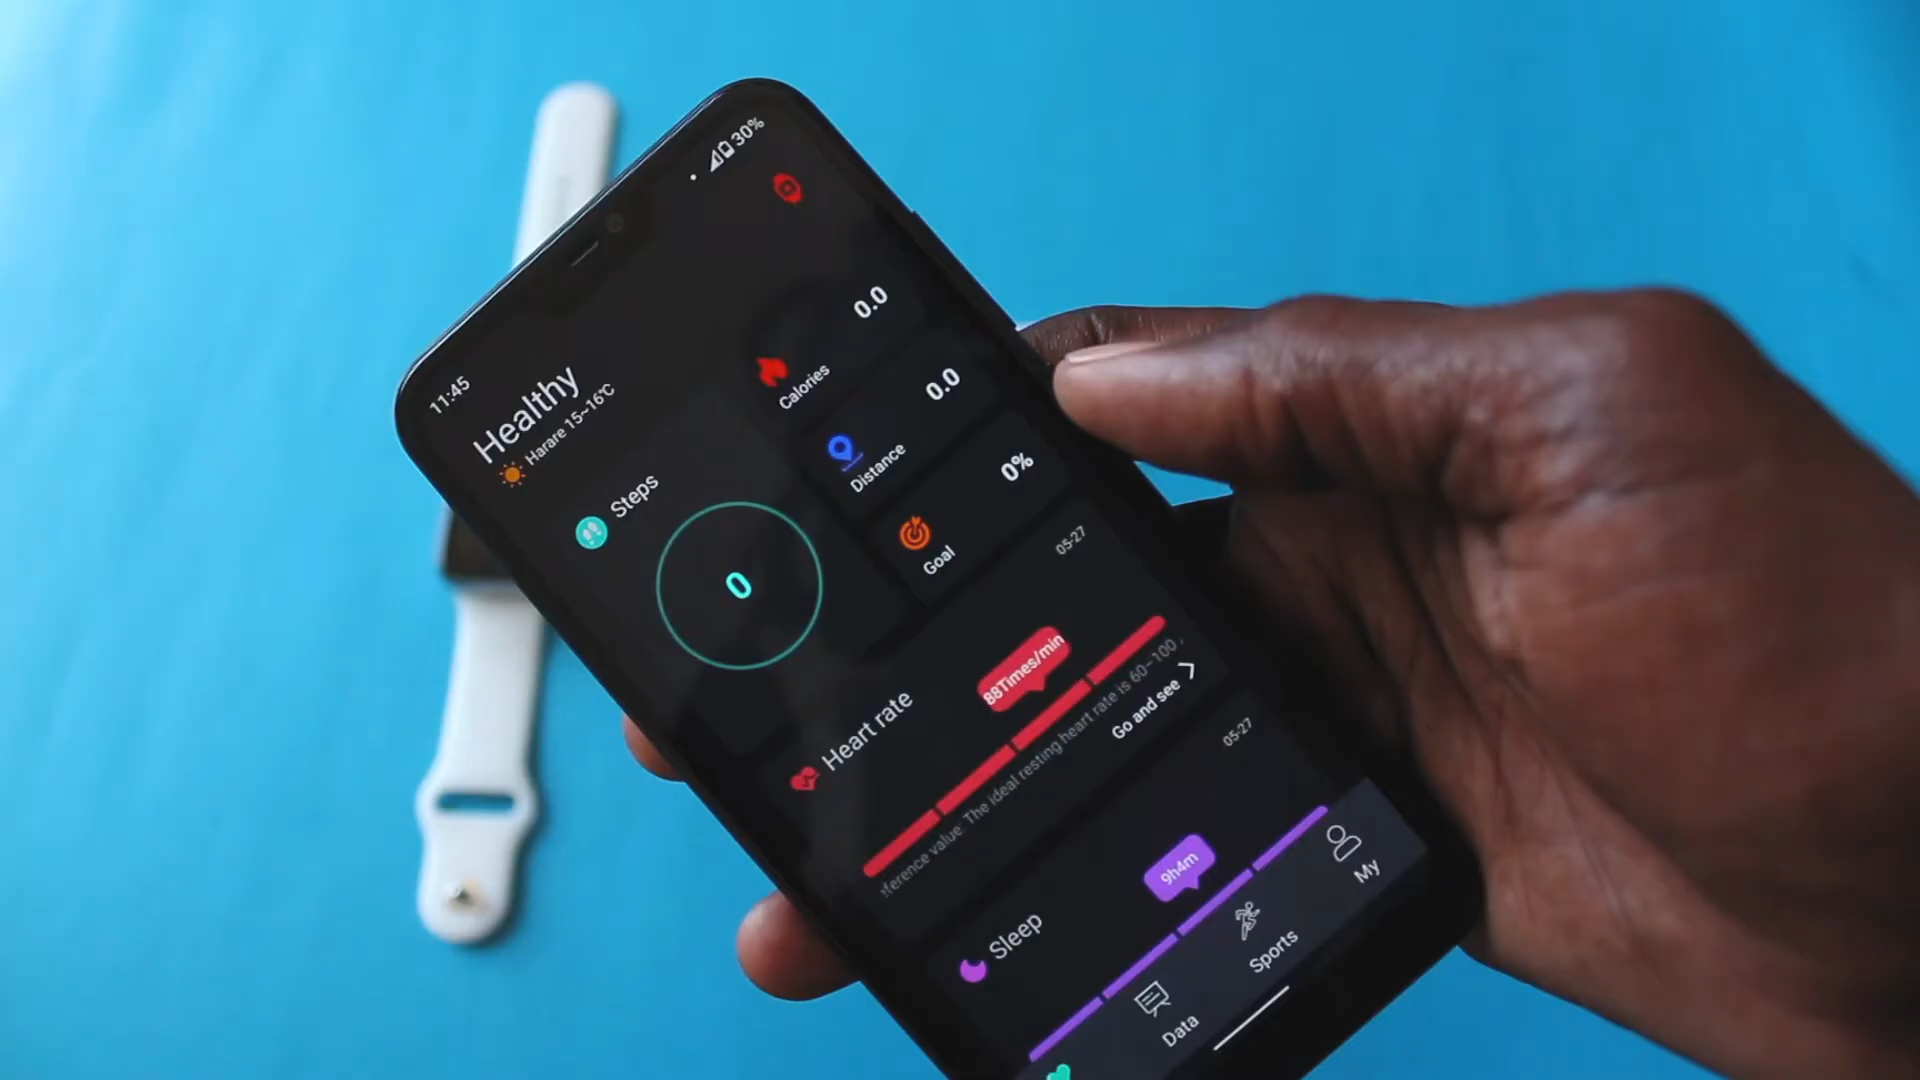 11:45
30%
Healthy
Harare 15~16℃
Steps
0
0.0
Calories
0.0
Distance
0%
Goal
Heart rate
05-27
88Times/min
value: The ideal resting heart rate is 60-100
Go and see
Sleep
05-27
9h4m
Data
Sports
My